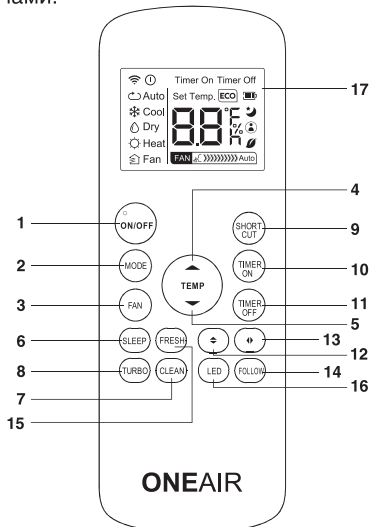 чами.
Timer On Timer Off
Auto Set Temp. ECO
Cool
Dry
Heat
Fan
88°F
%h
FAN Auto
17
4
1 ON/OFF
SHORT CUT 9
2 MODE
TEMP
TIMER ON 10
3 FAN
TIMER OFF 11
5
6 SLEEP FRESH
13
12
8 TURBO CLEAN LED FOLLOW 14
16
7
15
ONEAIR